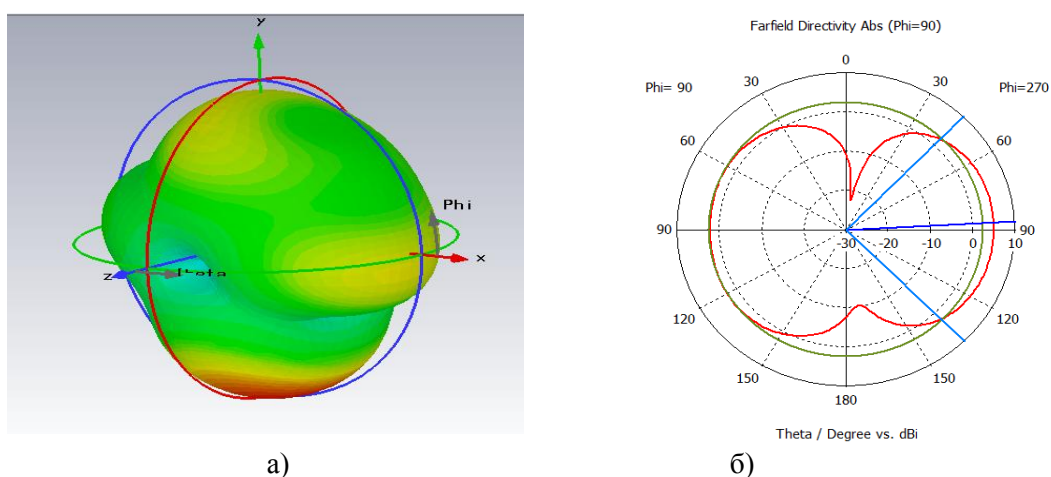 y
Phi
x
z
Farfield Directivity Abs (Phi=90)
0
30
30
Phi= 90
Phi=270
60
60
90
-30
-20
-10
0
10
90
120
120
150
150
180
Theta / Degree vs. dBi
а)
б)